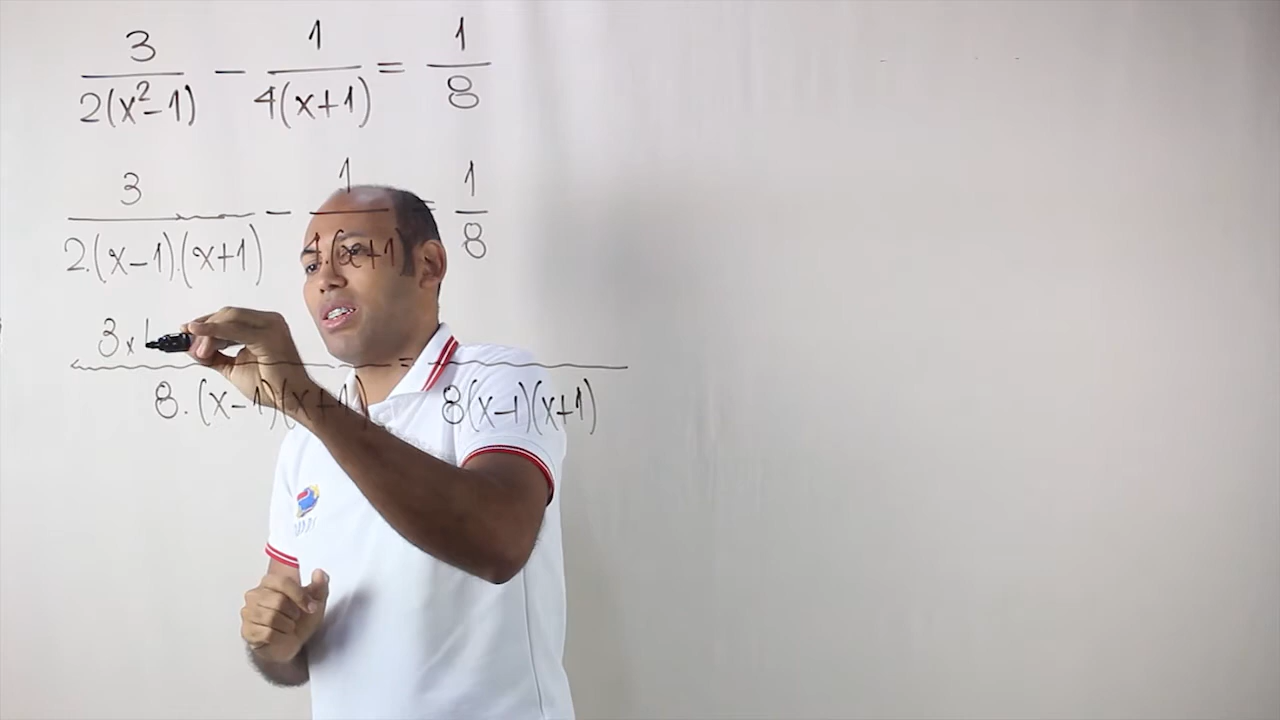 3/2(x²-1) - 1/4(x+1) = 1/8
3/2.(x-1).(x+1) - 1/4.(x+1) = 1/8
3x /8.(x-1)(x+1) = /8(x-1)(x+1)